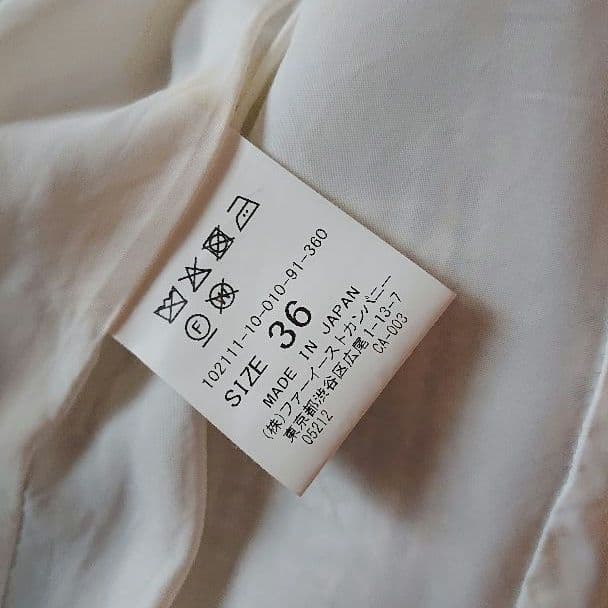 F W
102111-10-010-91-360
SIZE 36
MADE IN JAPAN
(株)ファーイーストカンパニー
東京都渋谷区広尾1-13-7
05212 CA-003